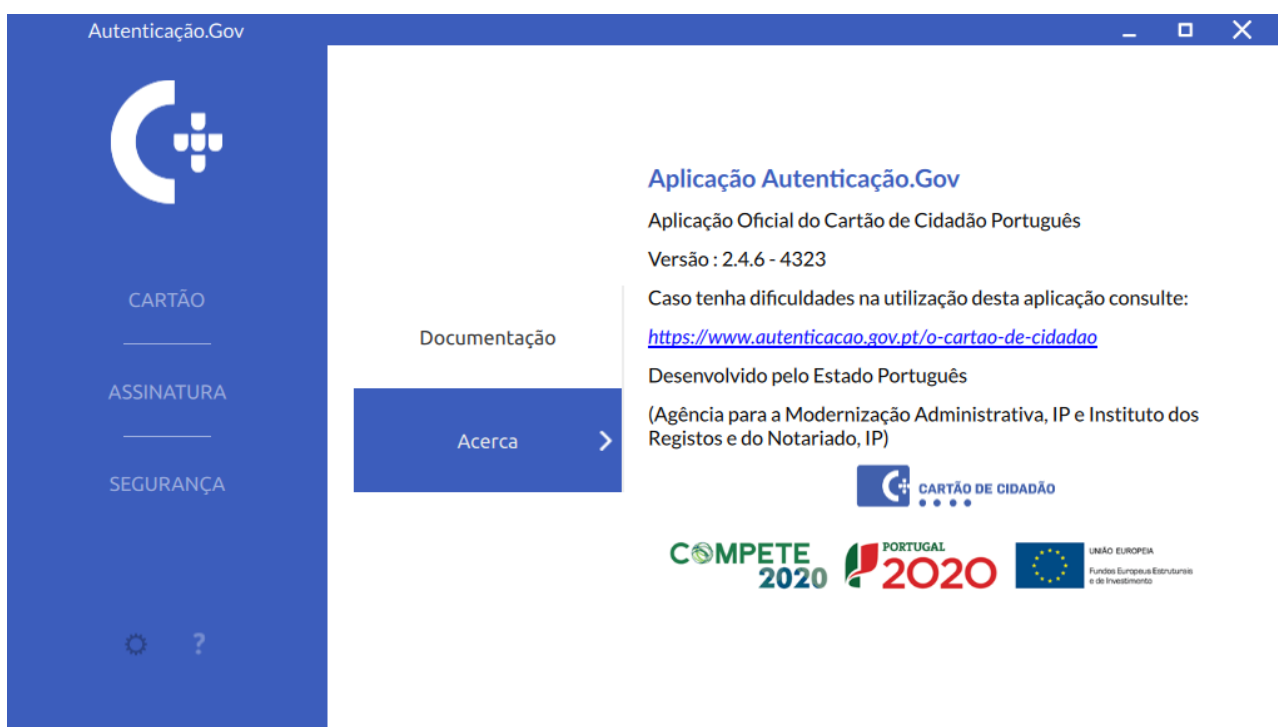 Autenticação.Gov
CARTÃO
ASSINATURA
SEGURANÇA
?
Documentação
Acerca
Aplicação Autenticação.Gov
Aplicação Oficial do Cartão de Cidadão Português
Versão : 2.4.6 - 4323
Caso tenha dificuldades na utilização desta aplicação consulte:
https://www.autenticacao.gov.pt/o-cartao-de-cidadao
Desenvolvido pelo Estado Português
(Agência para a Modernização Administrativa, IP e Instituto dos
Registos e do Notariado, IP)
CARTÃO DE CIDADÃO
COMPETE
2020
PORTUGAL
2020
UNIÃO EUROPEIA
Fundos Europeus Estruturais
e de Investimento